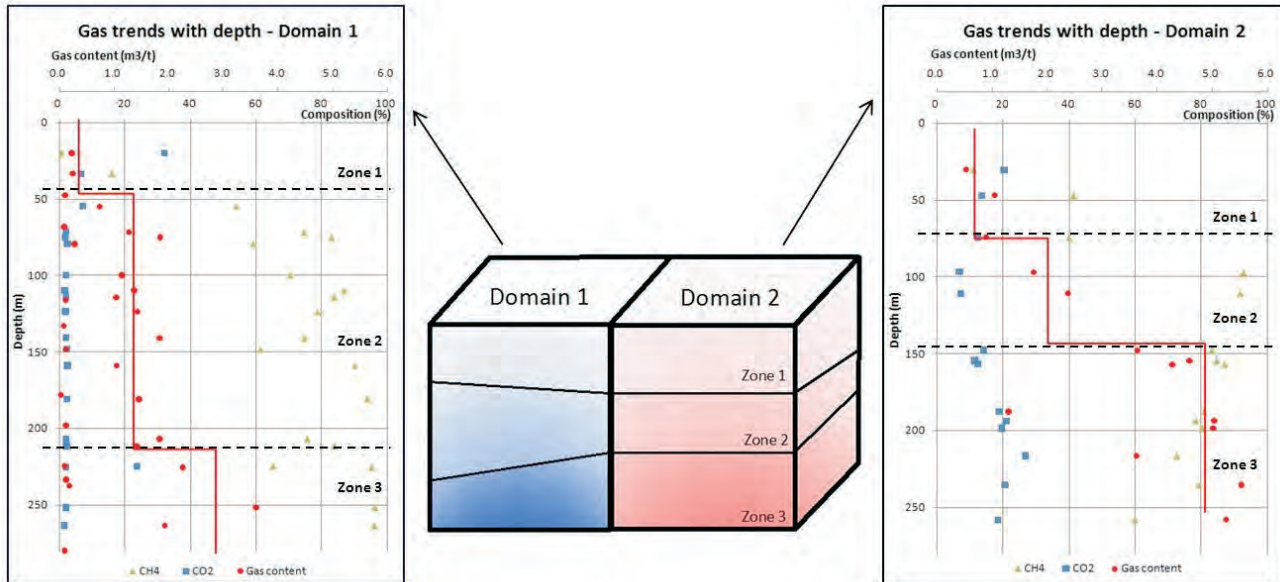 Gas trends with depth - Domain 1
Gas content (m3/t)
0.0 1.0 2.0 3.0 4.0 5.0 6.0
0 20 40 60 80 100
Composition (%)
Depth (m)
0
50
100
150
200
250
Zone 1
Zone 2
Zone 3
CH4 CO2 Gas content
Domain 1 Domain 2
Zone 1
Zone 2
Zone 3
Gas trends with depth - Domain 2
Gas content (m3/t)
0.0 1.0 2.0 3.0 4.0 5.0 6.0
0 20 40 60 80 100
Composition (%)
Depth (m)
0
50
100
150
200
250
Zone 1
Zone 2
Zone 3
CH4 CO2 Gas content